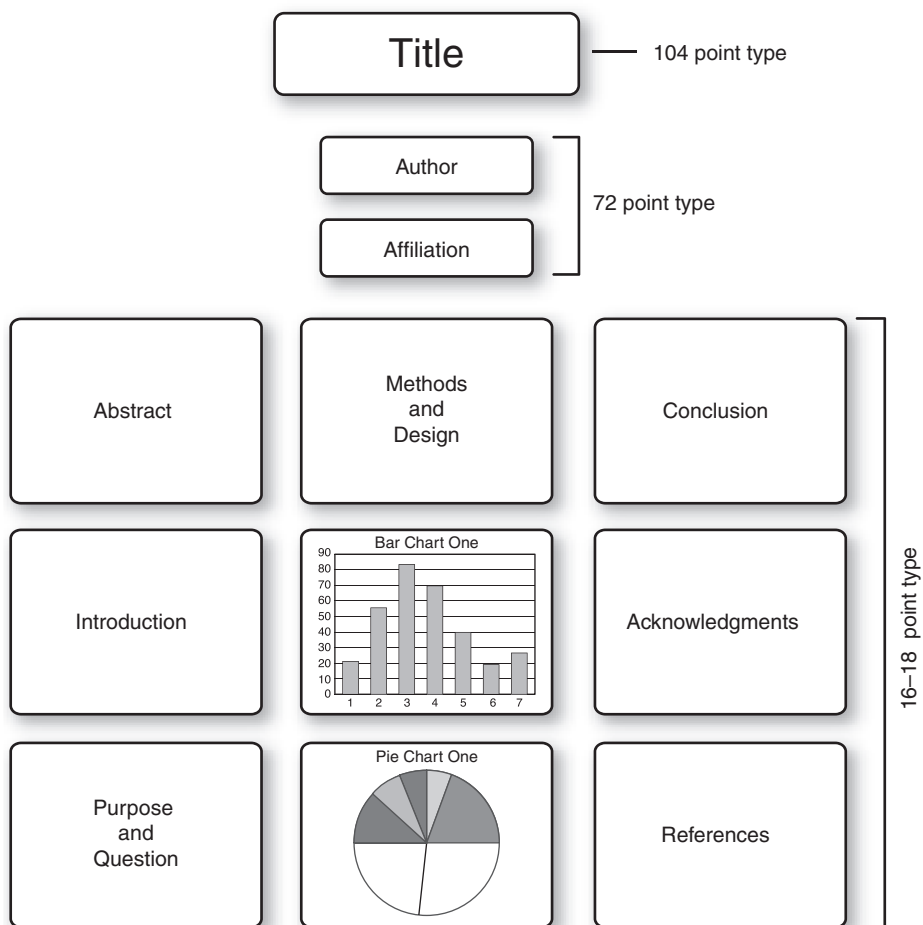 Title
104 point type
Author
72 point type
Affiliation
Abstract
Methods
and
Design
Conclusion
Introduction
Bar Chart One
90
80
70
60
50
40
30
20
10
0
1 2 3 4 5 6 7
Acknowledgments
16–18 point type
Purpose
and
Question
Pie Chart One
References